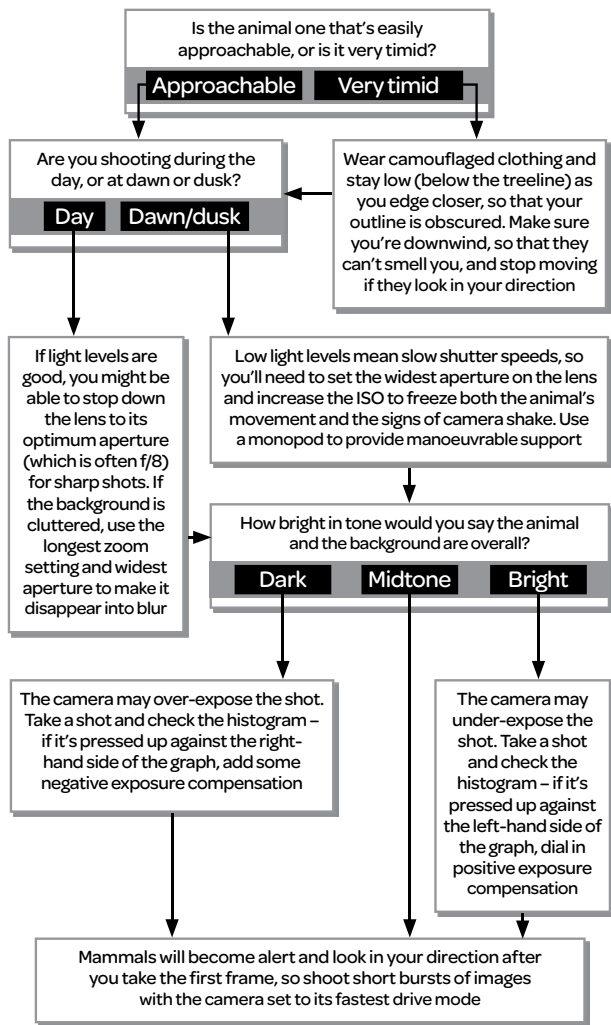 Is the animal one that's easily
approachable, or is it very timid?
Approachable
Very timid
Are you shooting during the
day, or at dawn or dusk?
Day
Dawn/dusk
Wear camouflaged clothing and
stay low (below the treeline) as
you edge closer, so that your
outline is obscured. Make sure
you're downwind, so that they
can't smell you, and stop moving
if they look in your direction
If light levels are
good, you might be
able to stop down
the lens to its
optimum aperture
(which is often f/8)
for sharp shots. If
the background is
cluttered, use the
longest zoom
setting and widest
aperture to make it
disappear into blur
Low light levels mean slow shutter speeds, so
you'll need to set the widest aperture on the lens
and increase the ISO to freeze both the animal's
movement and the signs of camera shake. Use
a monopod to provide manoeuvrable support
How bright in tone would you say the animal
and the background are overall?
Dark
Midtone
Bright
The camera may over-expose the shot.
Take a shot and check the histogram –
if it's pressed up against the right-
hand side of the graph, add some
negative exposure compensation
The camera may
under-expose the
shot. Take a shot
and check the
histogram – if it's
pressed up against
the left-hand side of
the graph, dial in
positive exposure
compensation
Mammals will become alert and look in your direction after
you take the first frame, so shoot short bursts of images
with the camera set to its fastest drive mode